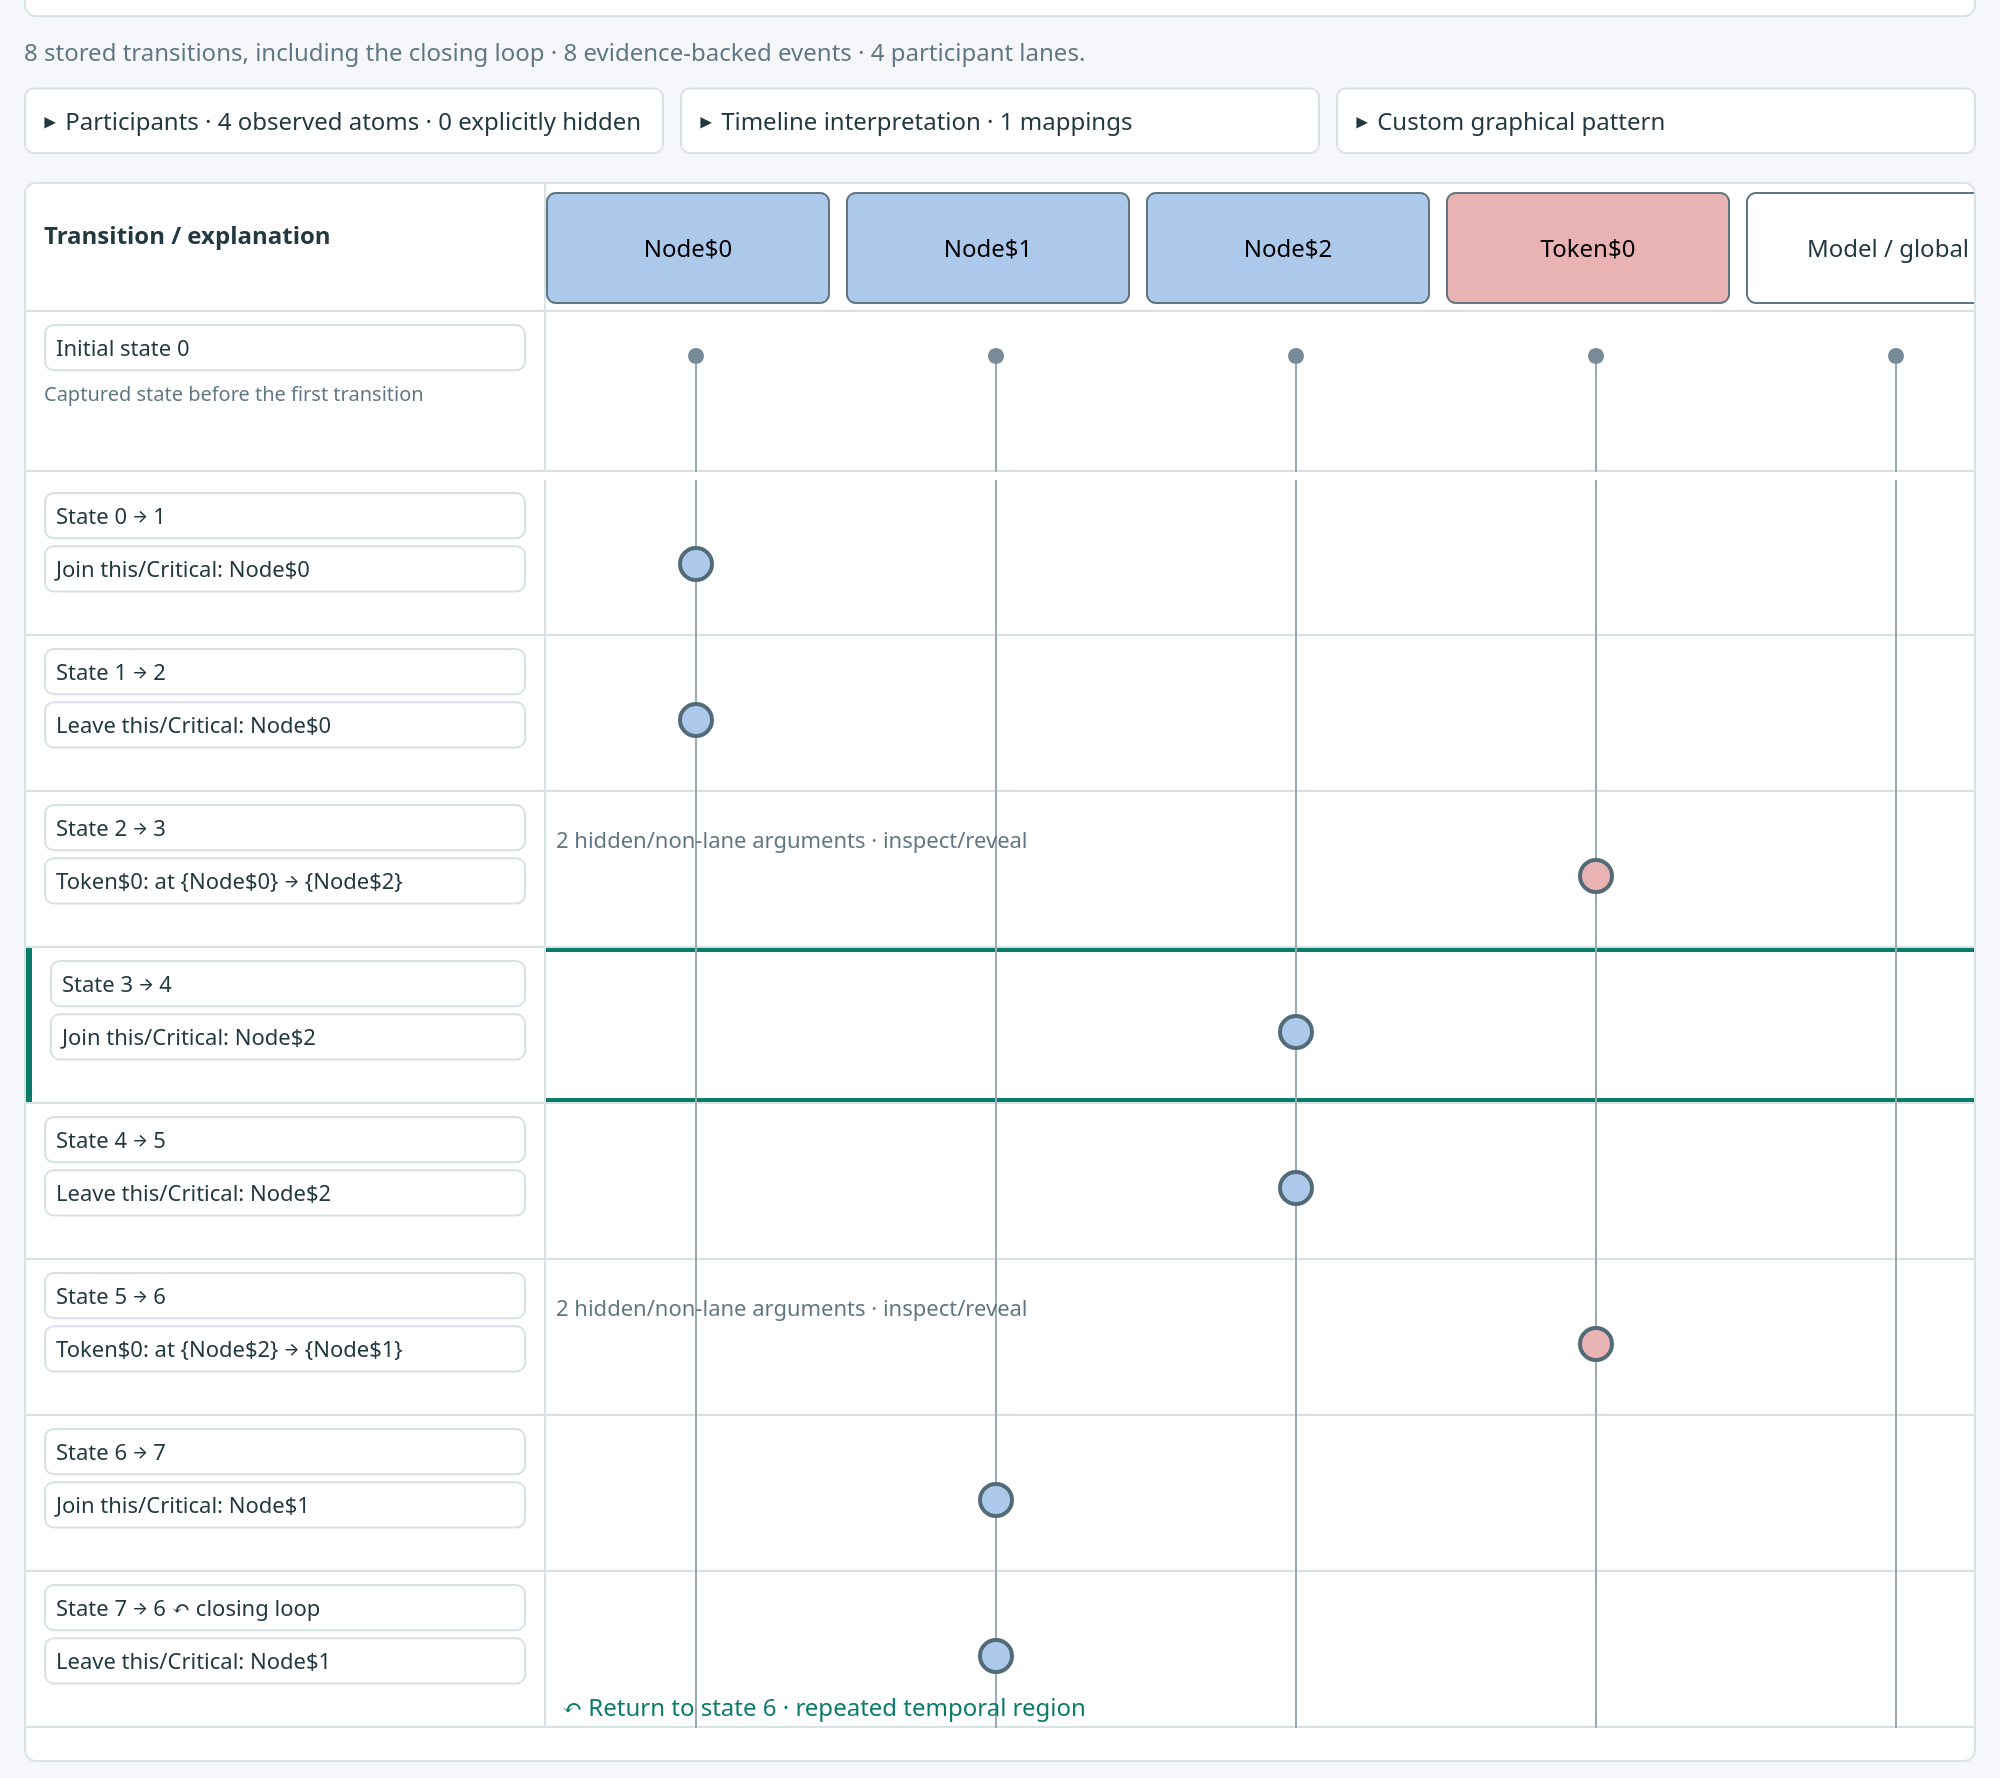 8 stored transitions, including the closing loop · 8 evidence-backed events · 4 participant lanes.
▸ Participants · 4 observed atoms · 0 explicitly hidden
▸ Timeline interpretation · 1 mappings
▸ Custom graphical pattern
Transition / explanation
Node$0
Node$1
Node$2
Token$0
Model / global
Initial state 0
Captured state before the first transition
State 0 → 1
Join this/Critical: Node$0
State 1 → 2
Leave this/Critical: Node$0
State 2 → 3
2 hidden/non-lane arguments · inspect/reveal
Token$0: at {Node$0} → {Node$2}
State 3 → 4
Join this/Critical: Node$2
State 4 → 5
Leave this/Critical: Node$2
State 5 → 6
2 hidden/non-lane arguments · inspect/reveal
Token$0: at {Node$2} → {Node$1}
State 6 → 7
Join this/Critical: Node$1
State 7 → 6 ↶ closing loop
Leave this/Critical: Node$1
↶ Return to state 6 · repeated temporal region